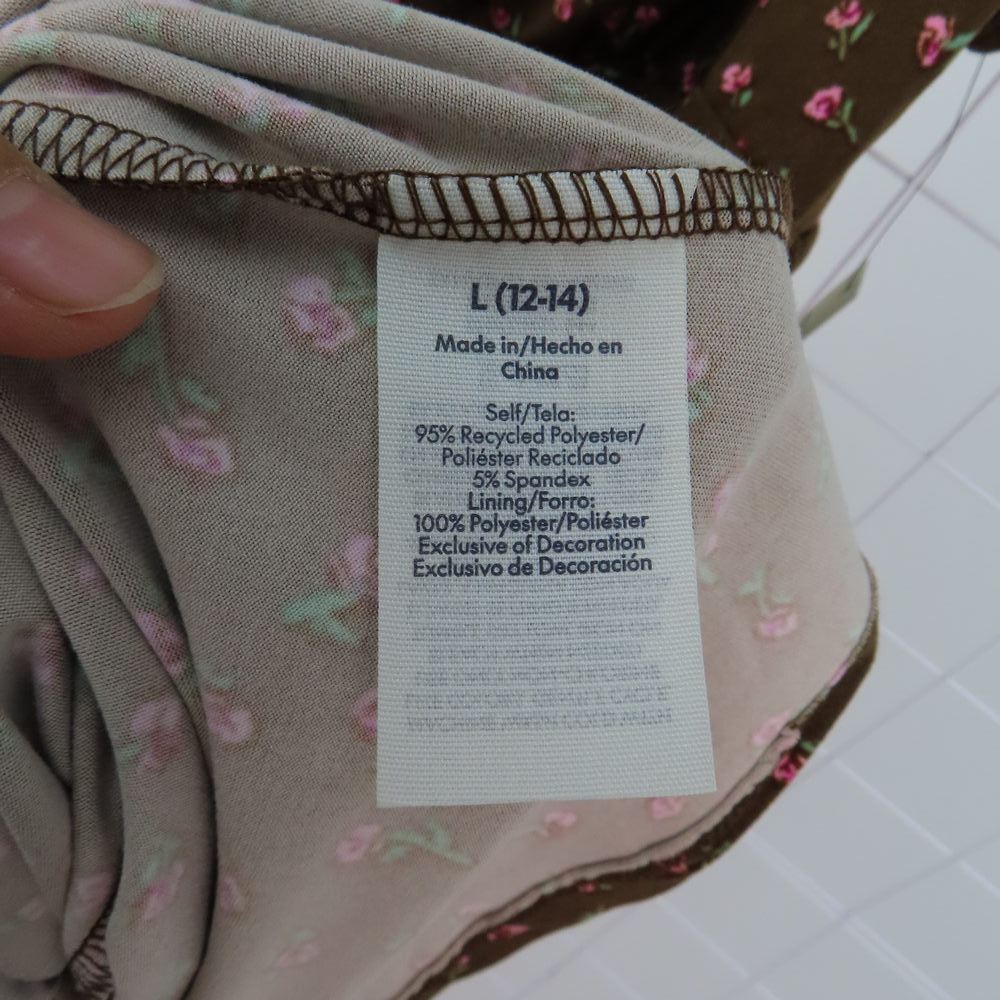 L (12-14)
Made in/Hecho en
China
Self/Tela:
95% Recycled Polyester/
Poliéster Reciclado
5% Spandex
Lining/Forro:
100% Polyester/Poliéster
Exclusive of Decoration
Exclusivo de Decoración